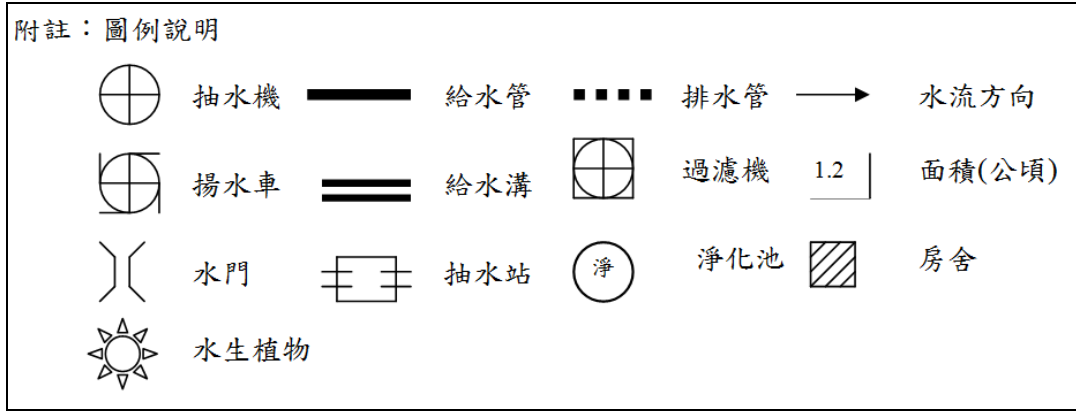 附註：圖例說明
抽水機 給水管 排水管 水流方向
揚水車 給水溝 過濾機 1.2 面積(公頃)
水門 抽水站 淨 淨化池 房舍
水生植物